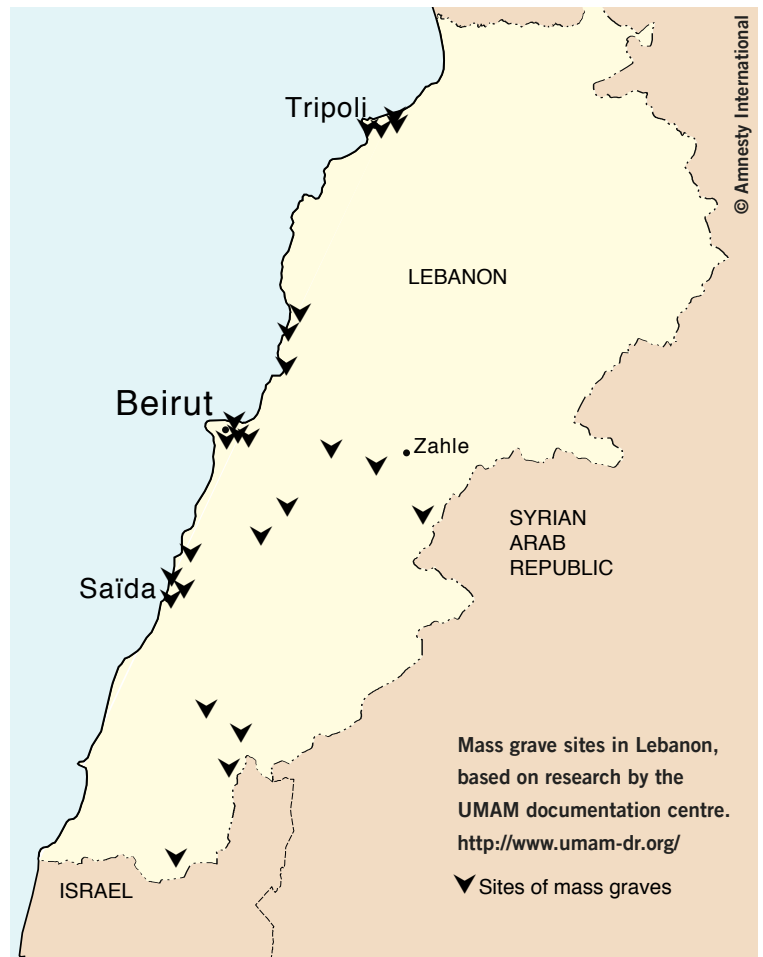 © Amnesty International
Tripoli
LEBANON
Beirut
Zahle
SYRIAN
ARAB
REPUBLIC
Saïda
Mass grave sites in Lebanon,
based on research by the
UMAM documentation centre.
http://www.umam-dr.org/
Sites of mass graves
ISRAEL